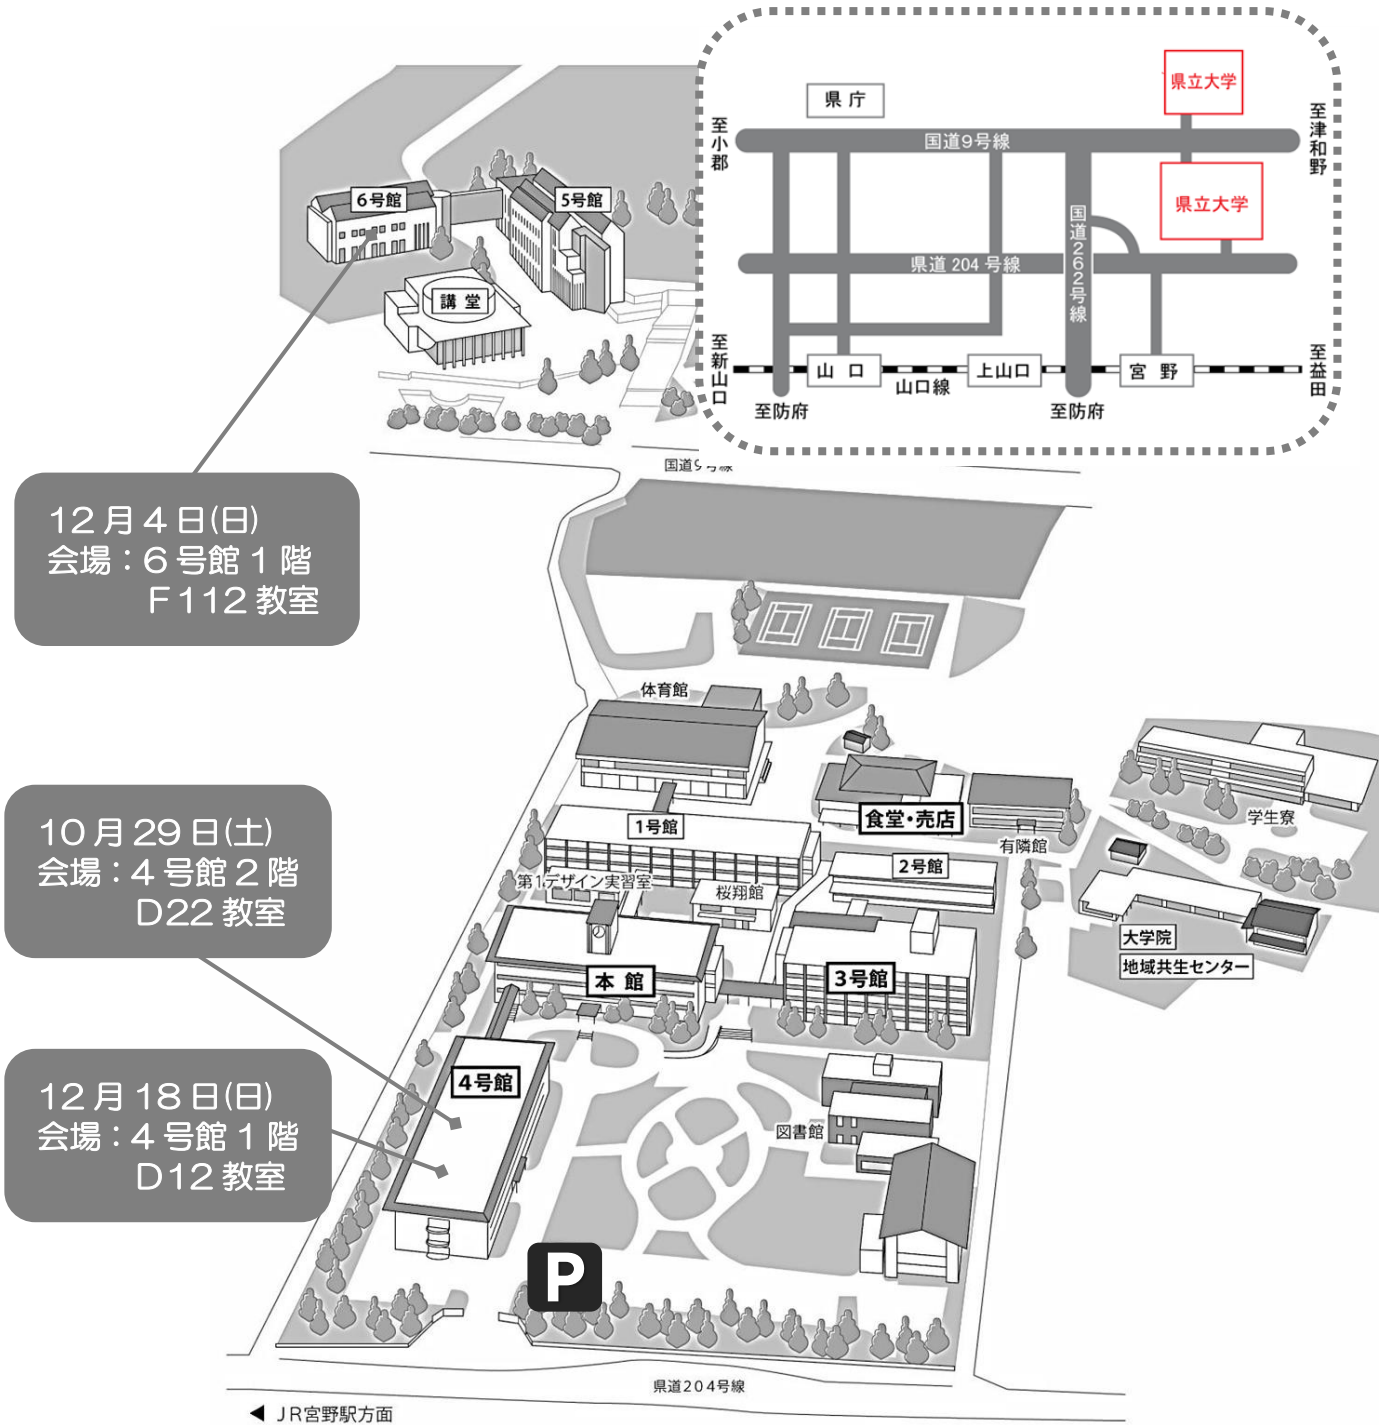 県立大学
県庁
至小郡
国道9号線
至津和野
県立大学
国道262号線
県道204号線
至新山口
山口
山口線
上山口
宮野
至益田
至防府
至防府
6号館
5号館
講堂
国道9号線
12月4日(日)
会場：6号館1階
F112教室
体育館
食堂・売店
有隣館
学生寮
1号館
2号館
第1デザイン実習室
桜翔館
10月29日(土)
会場：4号館2階
D22教室
大学院
地域共生センター
本館
3号館
4号館
12月18日(日)
会場：4号館1階
D12教室
図書館
P
県道204号線
◀ JR宮野駅方面